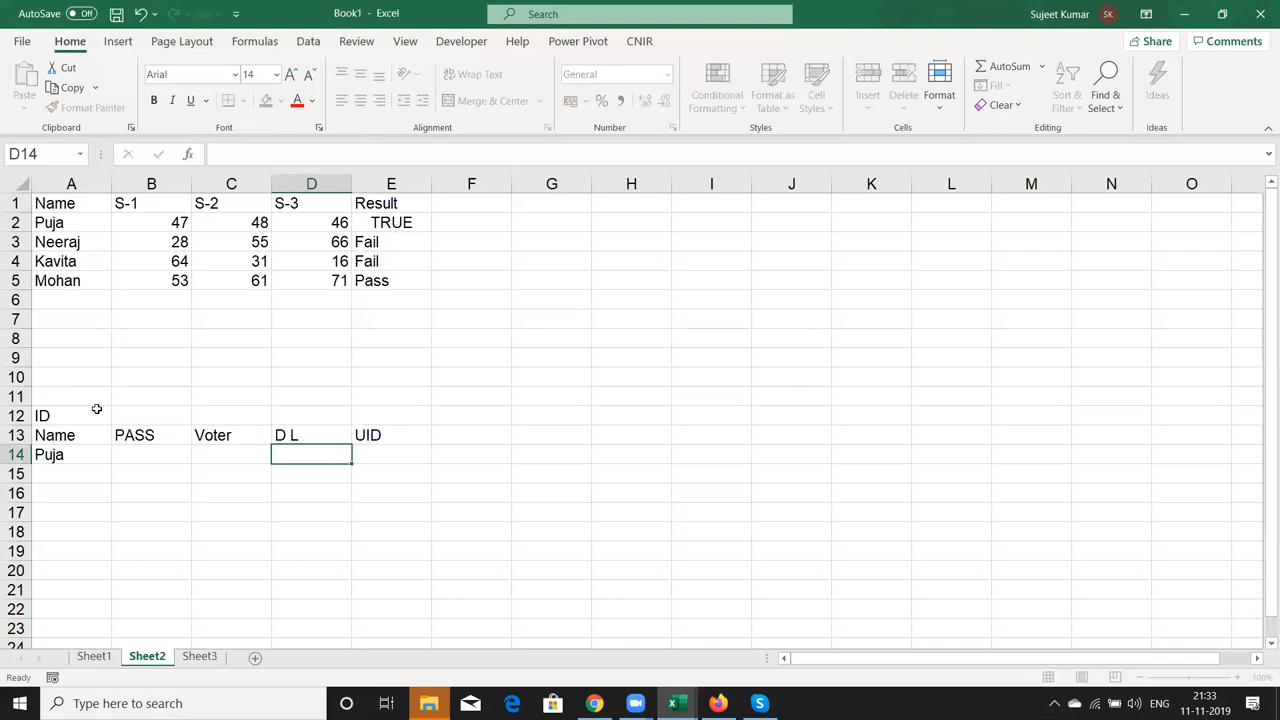 AutoSave Off Book1 - Excel Search Sujeet Kumar SK
File Home Insert Page Layout Formulas Data Review View Developer Help Power Pivot CNIR Share Comments
Paste Cut Copy Format Painter Clipboard
Arial 14 B I U A Font
Wrap Text Merge & Center Alignment
General % Number
Conditional Formatting Format as Table Cell Styles Styles
Insert Delete Format Cells
AutoSum Fill Clear Sort & Filter Find & Select Editing
Ideas Ideas
D14 fx
A B C D E F G H I J K L M N O
1 Name S-1 S-2 S-3 Result
2 Puja 47 48 46 TRUE
3 Neeraj 28 55 66 Fail
4 Kavita 64 31 16 Fail
5 Mohan 53 61 71 Pass
6
7
8
9
10
11
12 ID
13 Name PASS Voter D L UID
14 Puja
15
16
17
18
19
20
21
22
23
24
Sheet1 Sheet2 Sheet3
Ready 100%
Type here to search ENG 21:33
11-11-2019